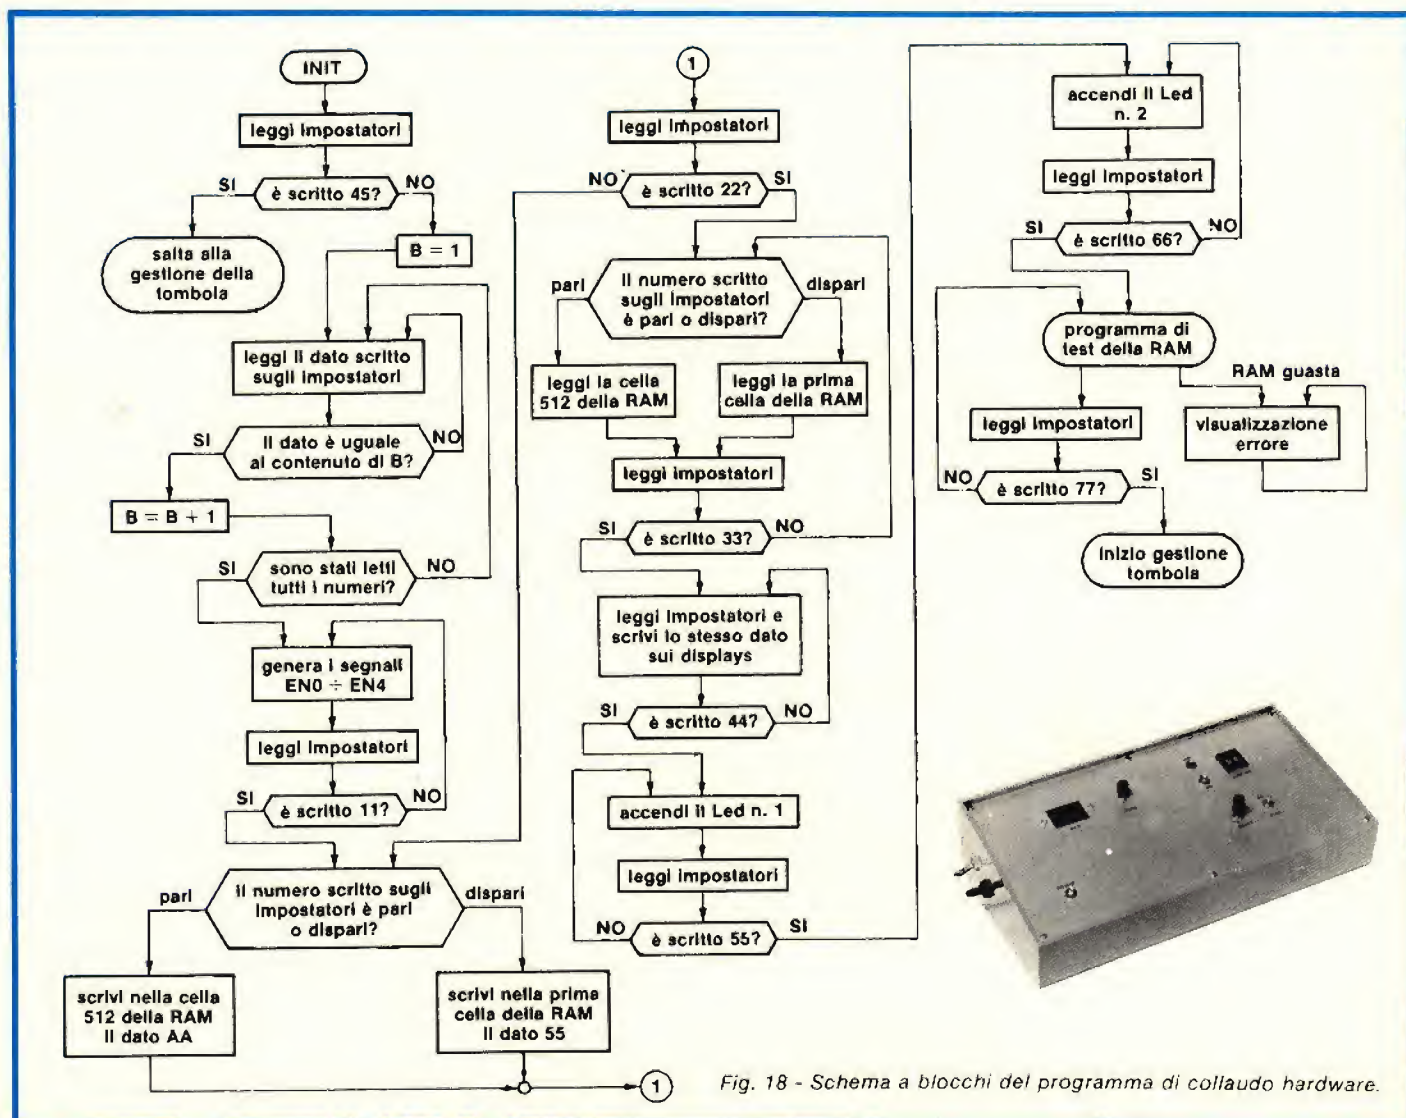 INIT
leggi impostatori
SI
è scritto 45?
NO
salta alla
gestione della
tombola
B = 1
leggi il dato scritto
sugli impostatori
SI
Il dato è uguale
al contenuto di B?
NO
B = B + 1
SI
sono stati letti
tutti i numeri?
NO
genera i segnali
EN0 ÷ EN4
leggi impostatori
SI
è scritto 11?
NO
pari
il numero scritto sugli
impostatori è pari
o dispari?
dispari
scrivi nella cella
512 della RAM
il dato AA
scrivi nella prima
cella della RAM
il dato 55
1
1
leggi impostatori
NO
è scritto 22?
SI
pari
il numero scritto
sugli impostatori
è pari o dispari?
dispari
leggi la cella
512 della RAM
leggi la prima
cella della RAM
leggi impostatori
SI
è scritto 33?
NO
leggi impostatori e
scrivi lo stesso dato
sui displays
SI
è scritto 44?
NO
accendi il Led n. 1
leggi impostatori
NO
è scritto 55?
SI
accendi il Led
n. 2
leggi impostatori
SI
è scritto 66?
NO
programma di
test della RAM
RAM guasta
leggi impostatori
visualizzazione
errore
NO
è scritto 77?
SI
inizio gestione
tombola
Fig. 18 - Schema a blocchi del programma di collaudo hardware.